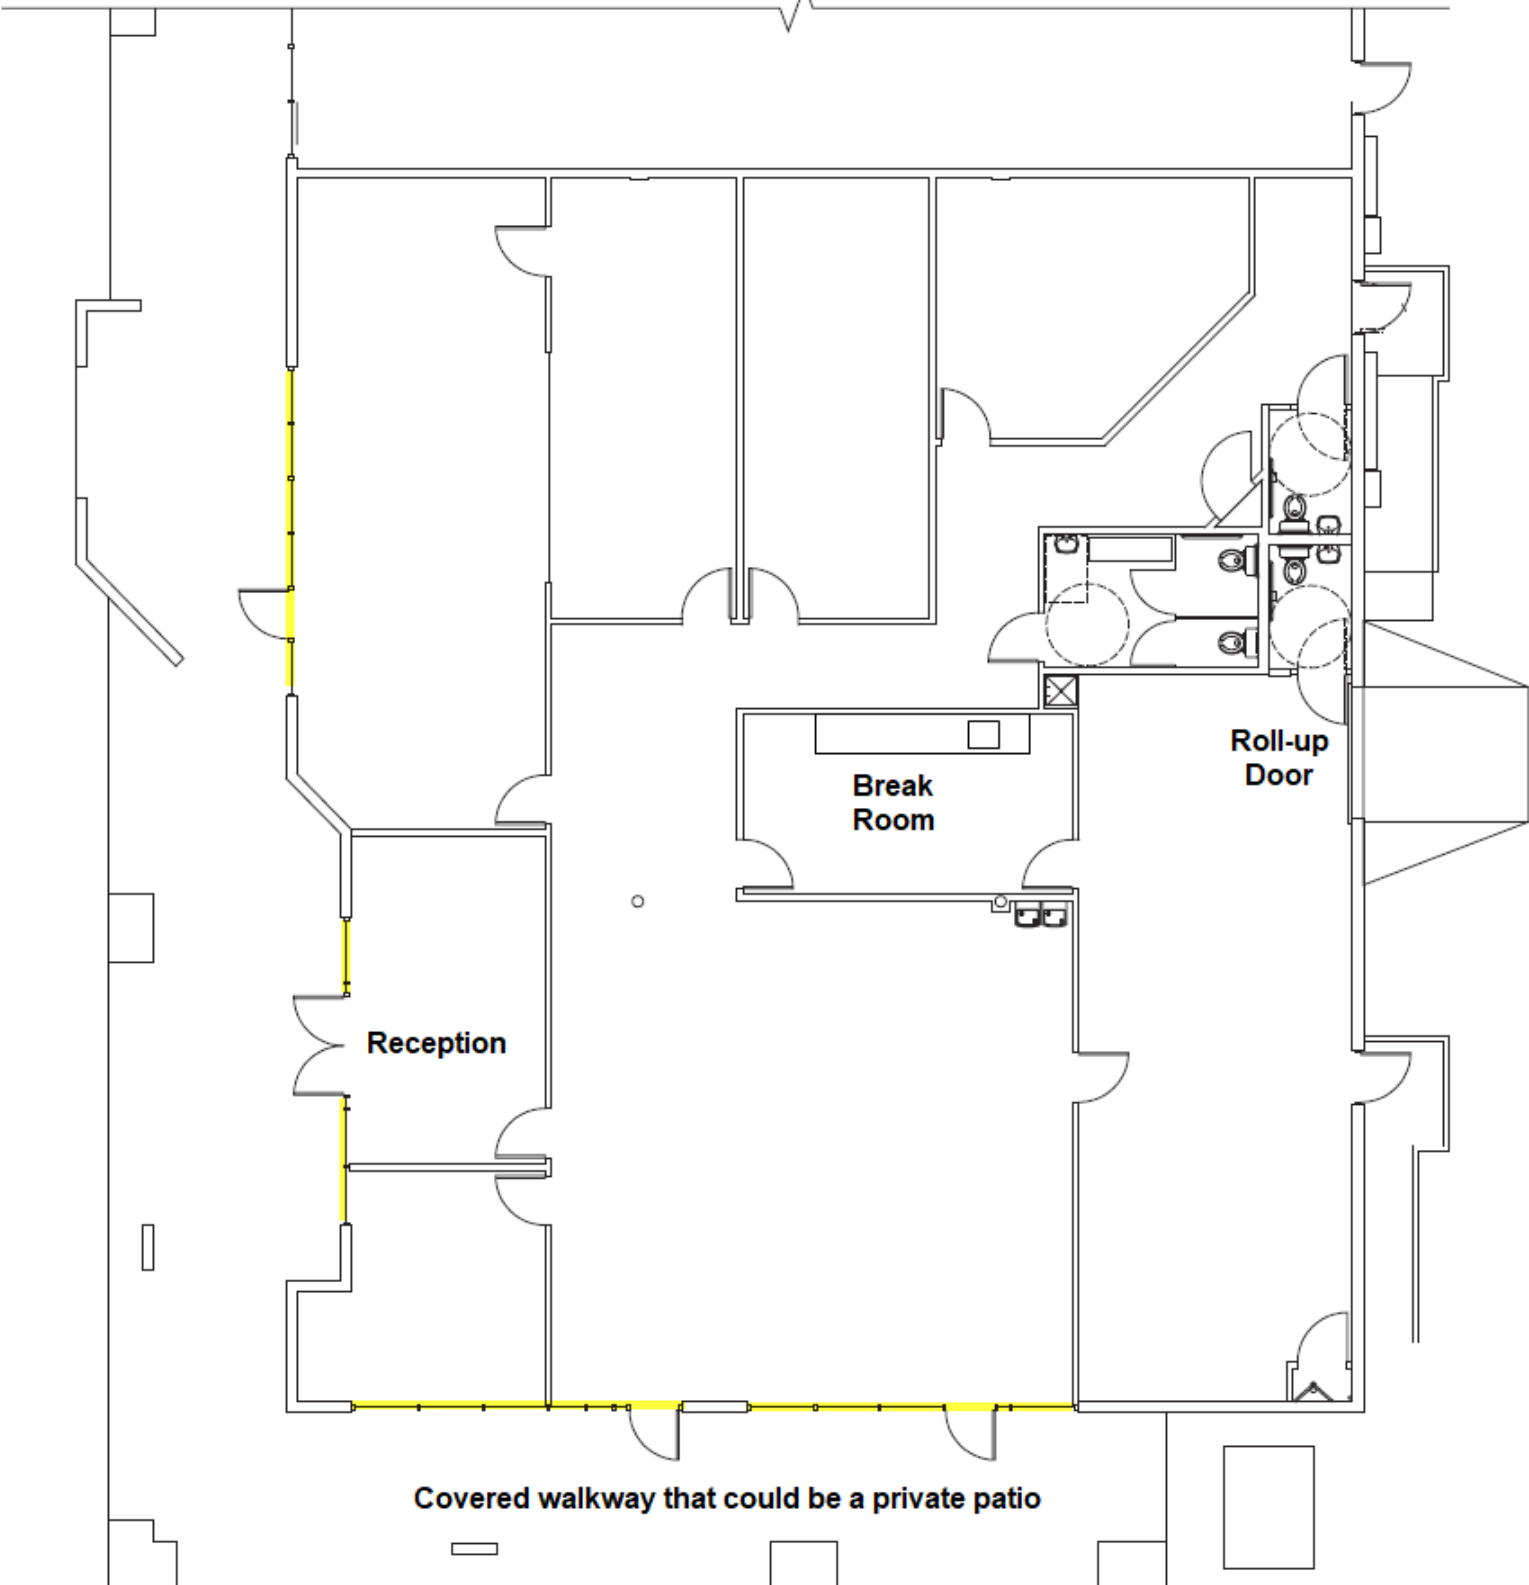 Roll-up
Door
Break
Room
Reception
Covered walkway that could be a private patio